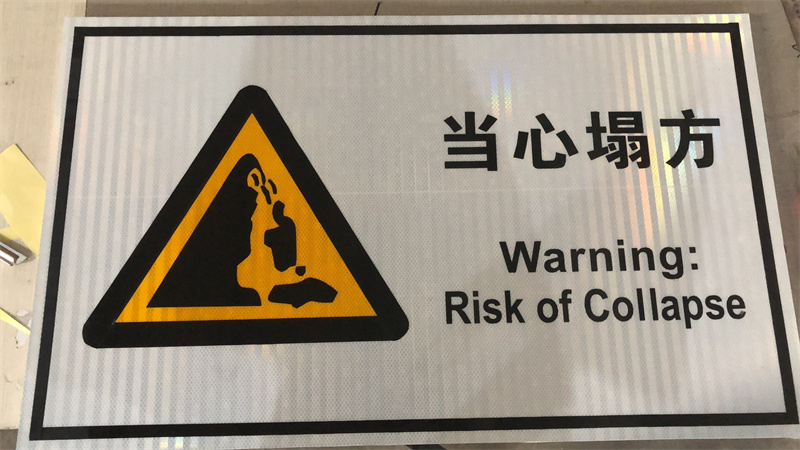 当心塌方
Warning:
Risk of Collapse